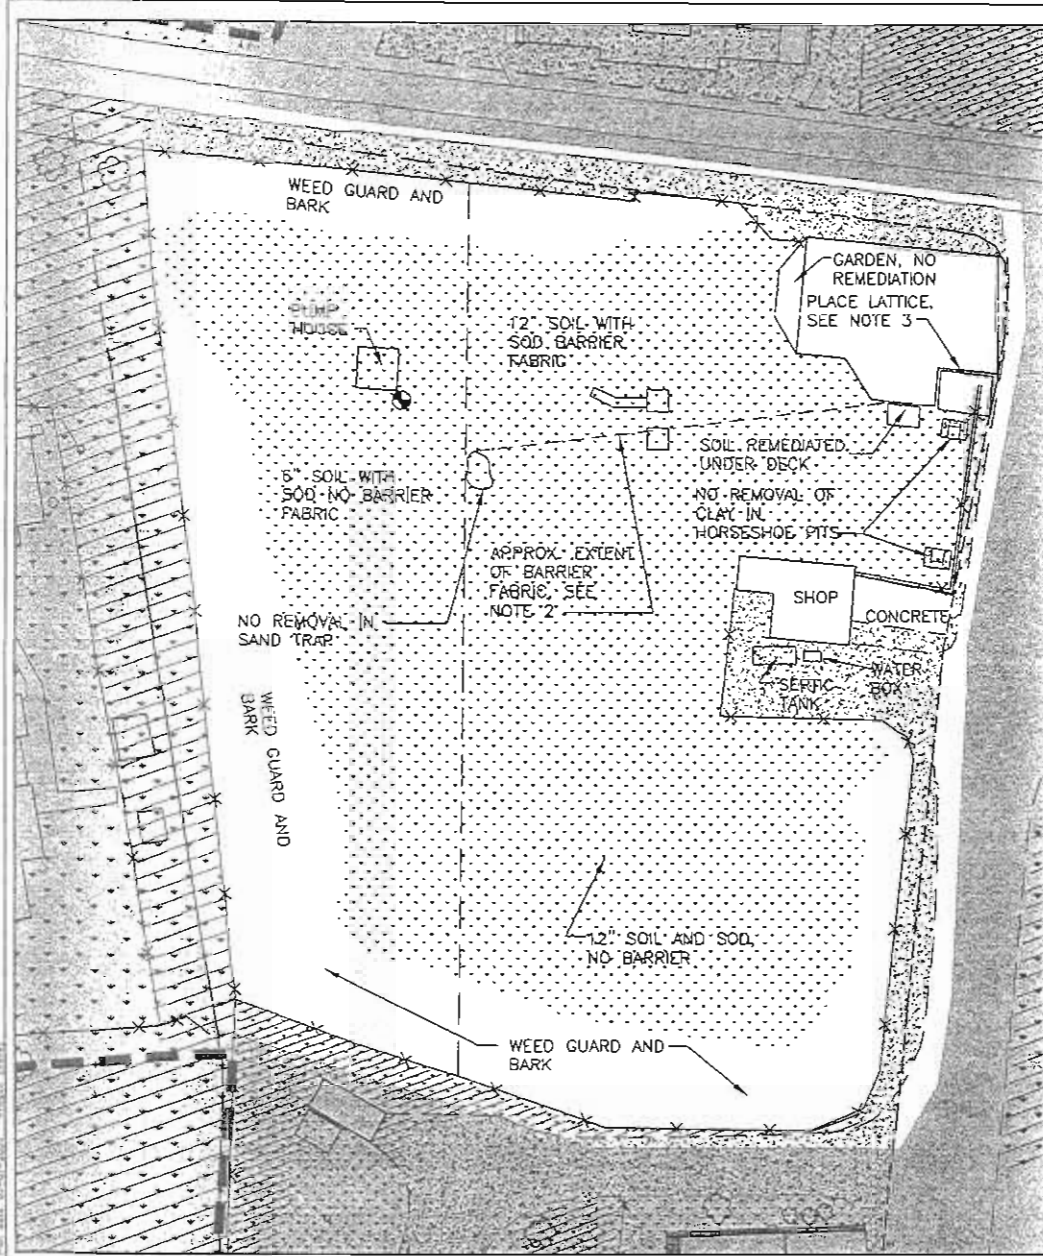 WEED GUARD AND
BARK
GARDEN, NO
REMEDIATION
PLACE LATTICE,
SEE NOTE 3
PUMP
HOUSE
12" SOIL WITH
SOD BARRIER
FABRIC
SOIL REMEDIATED
UNDER DECK
6" SOIL WITH
SOD NO BARRIER
FABRIC
NO REMOVAL OF
CLAY IN
HORSESHOE PITS
APPROX. EXTENT
OF BARRIER
FABRIC, SEE
NOTE 2
SHOP
CONCRETE
NO REMOVAL IN
SAND TRAP
WATER
BOX
SEPTIC
TANK
WEED GUARD AND
BARK
12" SOIL AND SOD,
NO BARRIER
WEED GUARD AND
BARK